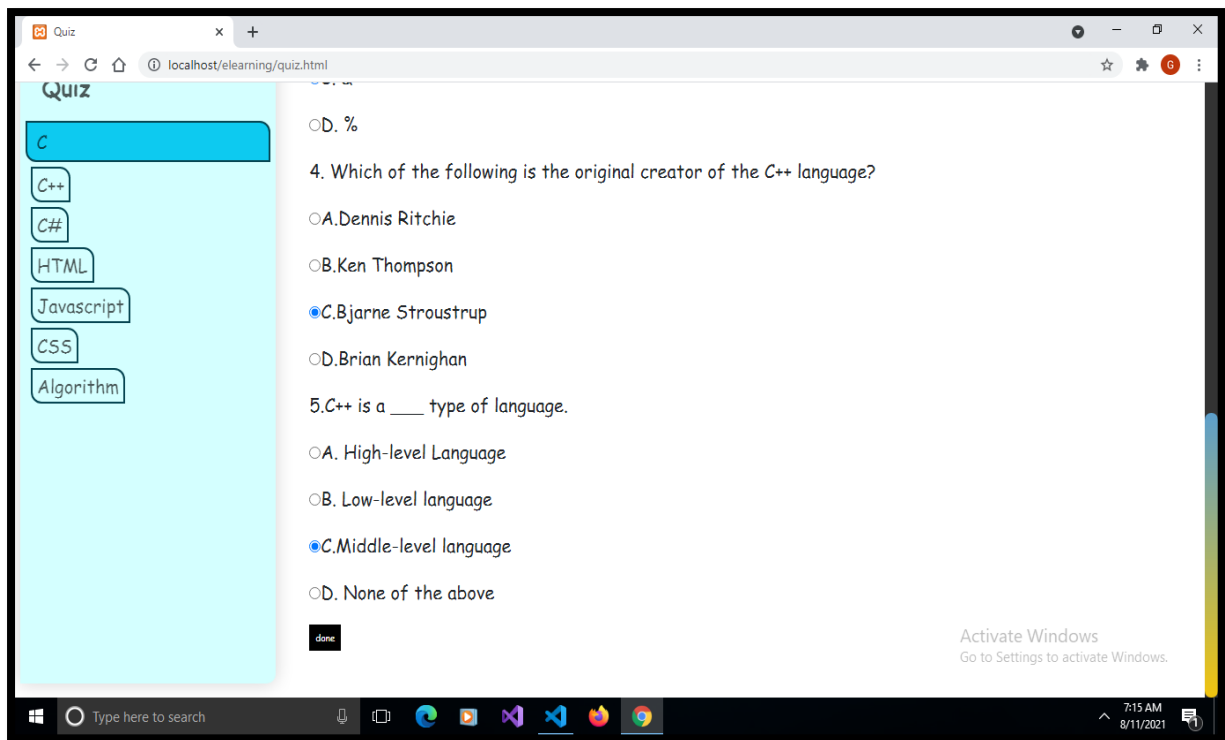 Quiz
localhost/elearning/quiz.html
G
Quiz
C
C++
C#
HTML
Javascript
CSS
Algorithm
D. %
4. Which of the following is the original creator of the C++ language?
A.Dennis Ritchie
B.Ken Thompson
C.Bjarne Stroustrup
D.Brian Kernighan
5.C++ is a ____ type of language.
A. High-level Language
B. Low-level language
C.Middle-level language
D. None of the above
done
Activate Windows
Go to Settings to activate Windows.
Type here to search
7:15 AM
8/11/2021
1